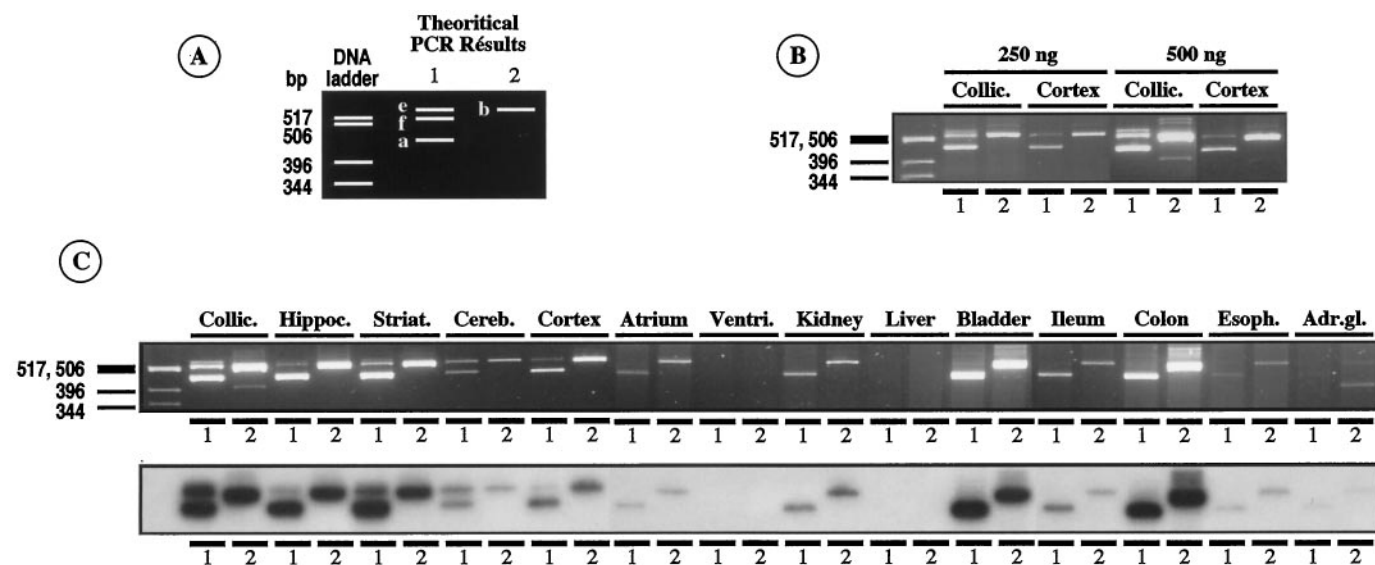 A
Theoritical
PCR Résults
DNA
ladder
bp
1 2
517
506
396
344
e
f
a
b
B
250 ng 500 ng
Collic. Cortex Collic. Cortex
517, 506
396
344
1 2 1 2 1 2 1 2
C
Collic. Hippoc. Striat. Cereb. Cortex Atrium Ventri. Kidney Liver Bladder Ileum Colon Esoph. Adr.gl.
517, 506
396
344
1 2 1 2 1 2 1 2 1 2 1 2 1 2 1 2 1 2 1 2 1 2 1 2 1 2 1 2
1 2 1 2 1 2 1 2 1 2 1 2 1 2 1 2 1 2 1 2 1 2 1 2 1 2 1 2